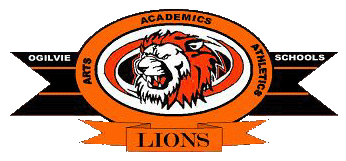 ACADEMICS
ARTS
ATHLETICS
OGILVIE
SCHOOLS
LIONS